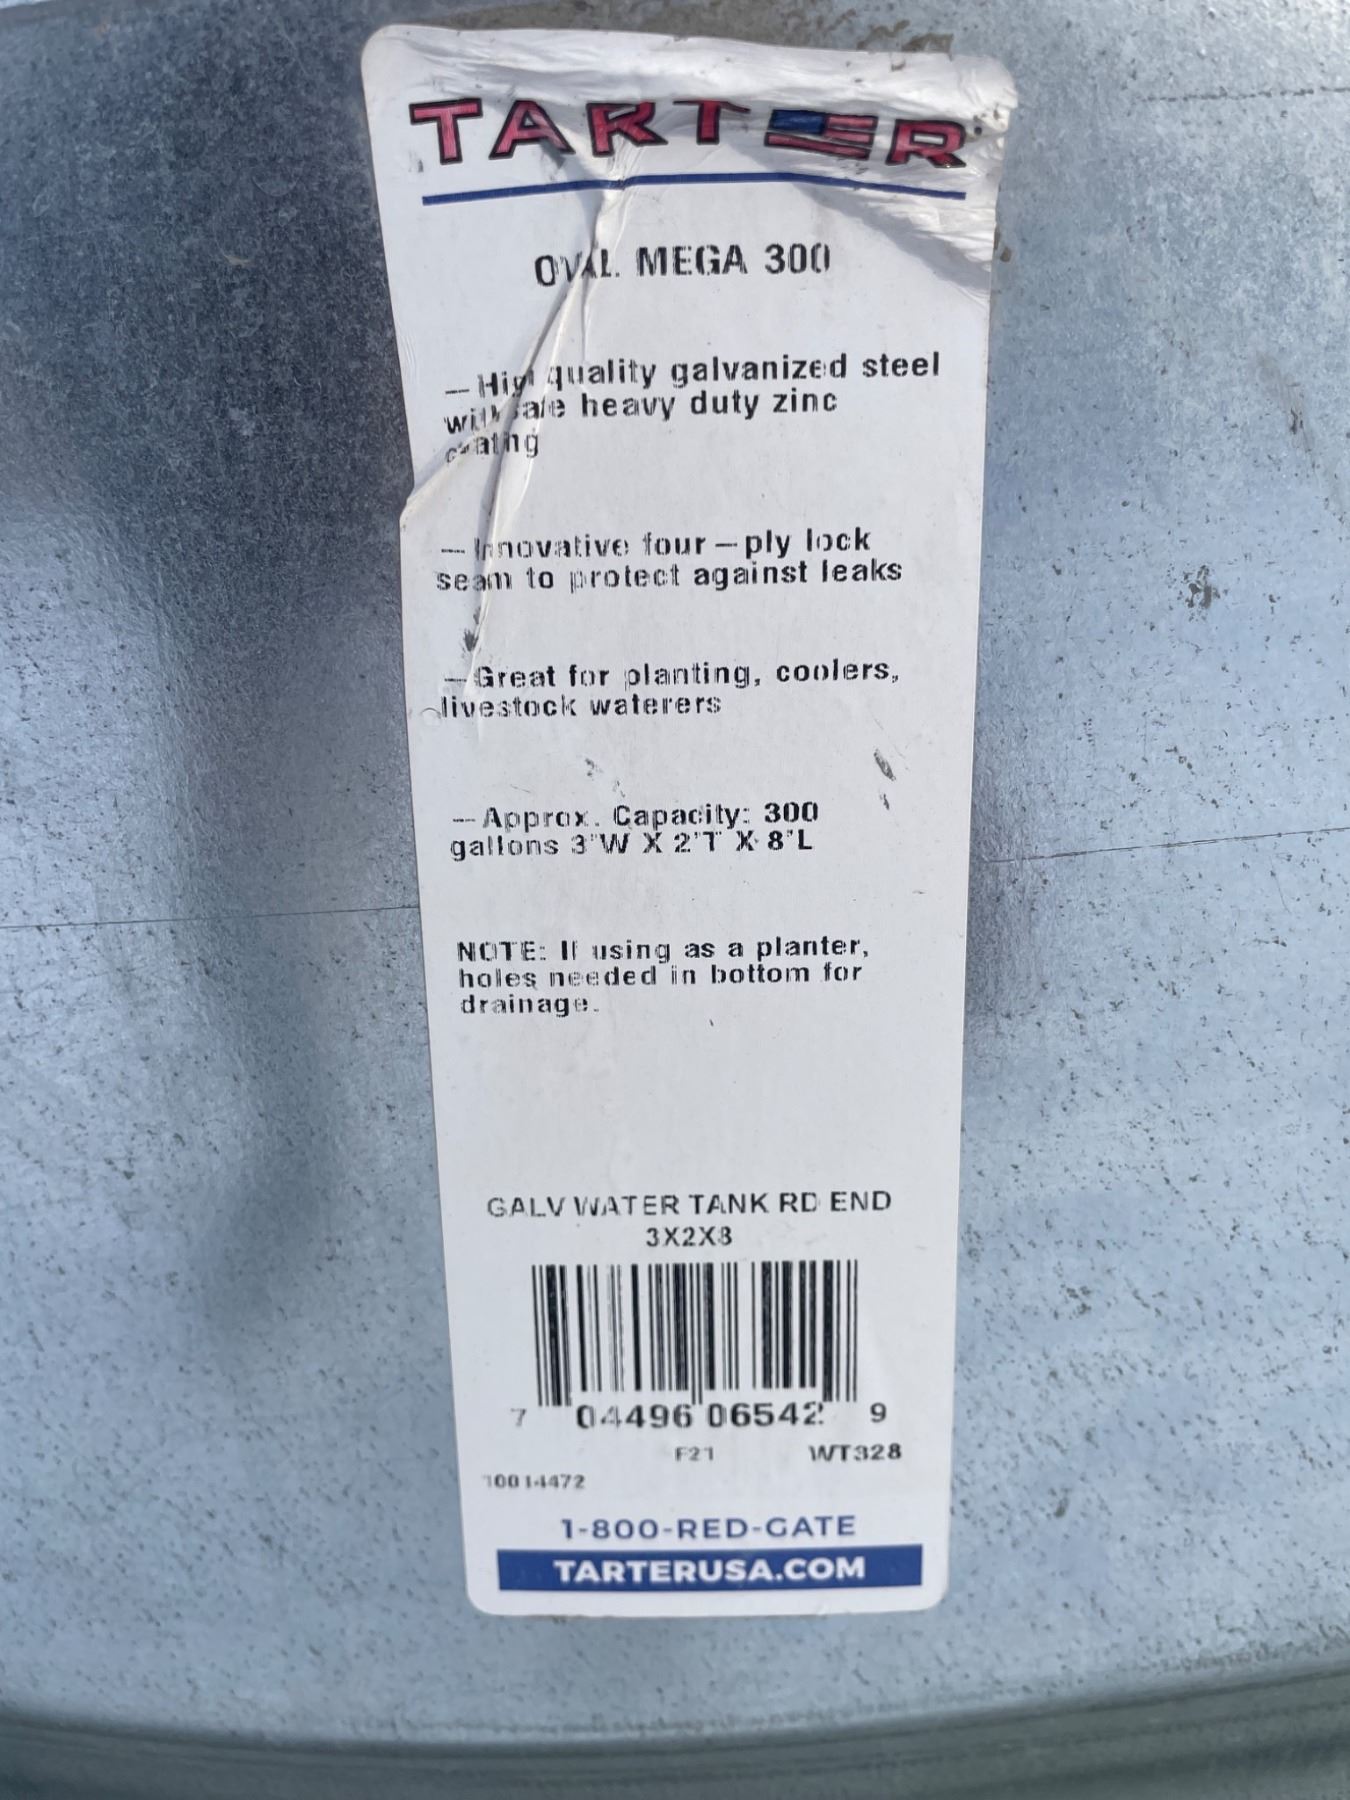 TARTER
OVAL MEGA 300
— High quality galvanized steel
with safe heavy duty zinc
coating
— Innovative four-ply lock
seam to protect against leaks
— Great for planting, coolers,
livestock waterers
— Approx. Capacity: 300
gallons 3'W X 2'T X 8'L
NOTE: If using as a planter,
holes needed in bottom for
drainage.
GALV WATER TANK RD END
3X2X8
7 04496 06542 9
F21 WT328
10014472
1-800-RED-GATE
TARTERUSA.COM